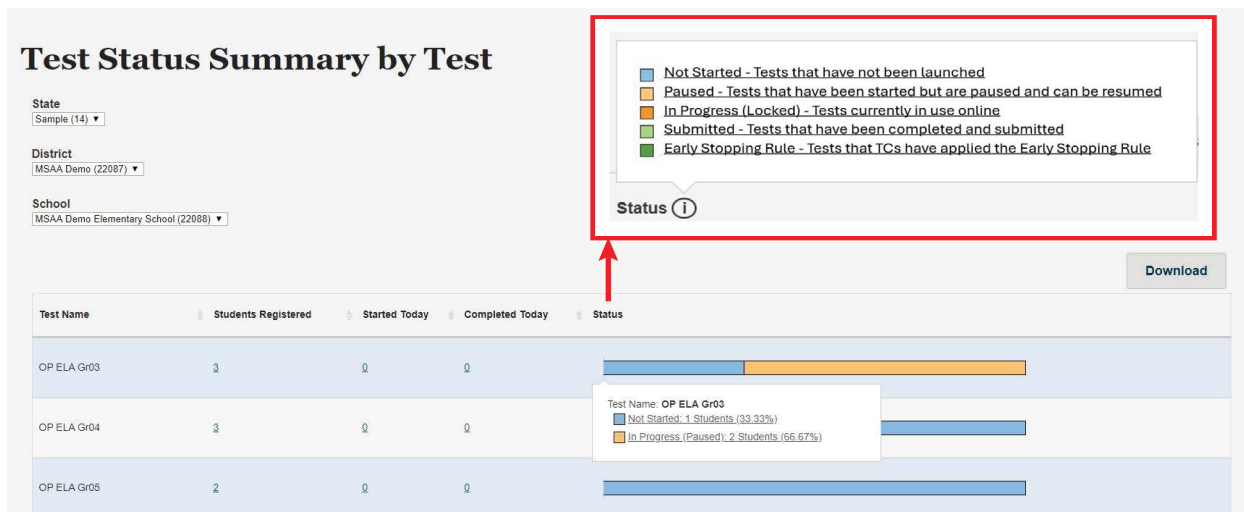 Test Status Summary by Test
State
Sample (14) ▼
District
MSAA Demo (22087) ▼
School
MSAA Demo Elementary School (22088) ▼
Not Started - Tests that have not been launched
Paused - Tests that have been started but are paused and can be resumed
In Progress (Locked) - Tests currently in use online
Submitted - Tests that have been completed and submitted
Early Stopping Rule - Tests that TCs have applied the Early Stopping Rule
Status i
Download
Test Name Students Registered Started Today Completed Today Status
OP ELA Gr03 3 0 0
Test Name: OP ELA Gr03
Not Started: 1 Students (33.33%)
In Progress (Paused): 2 Students (66.67%)
OP ELA Gr04 3 0 0
OP ELA Gr05 2 0 0